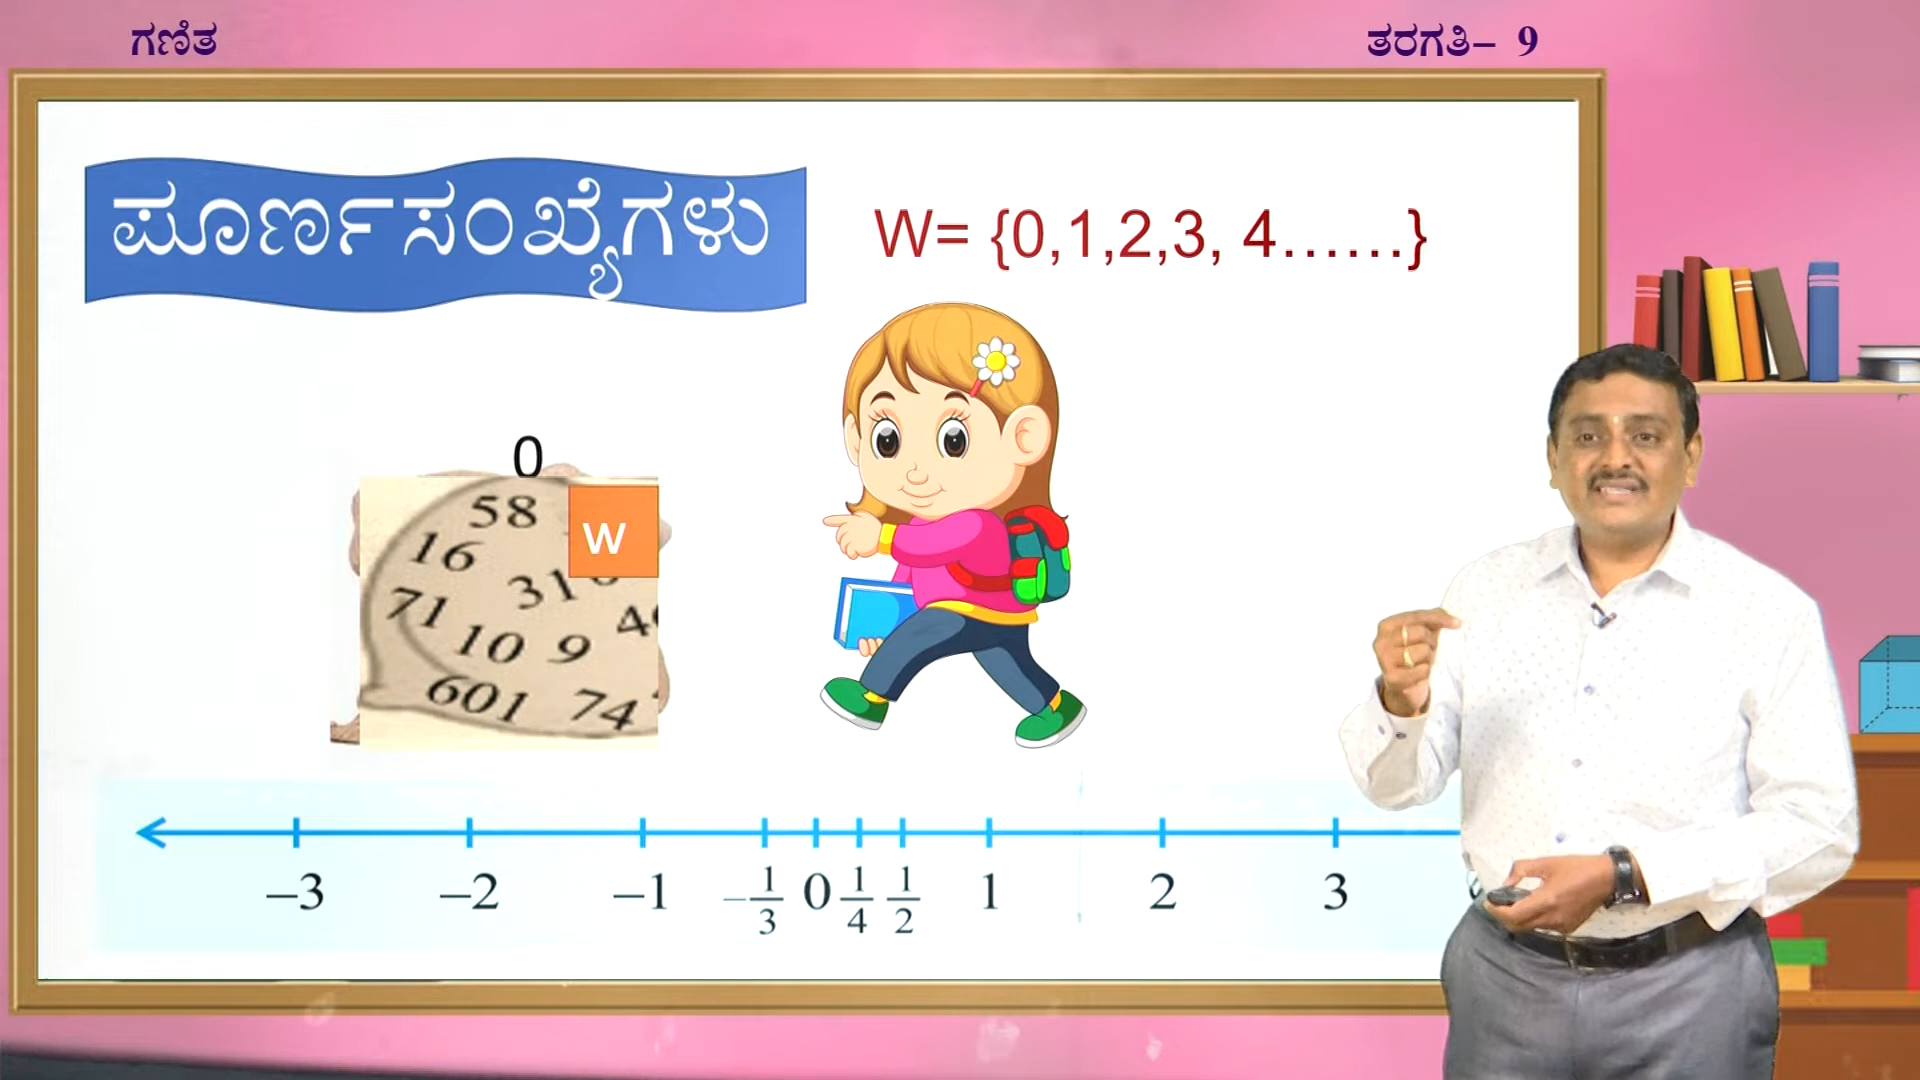 ಗಣಿತ
ತರಗತಿ– 9
ಪೂರ್ಣಸಂಖ್ಯೆಗಳು
W= {0,1,2,3, 4......}
0
58
W
16
31
71
10 9
601 74
–3 –2 –1 -1/3 0 1/4 1/2 1 2 3